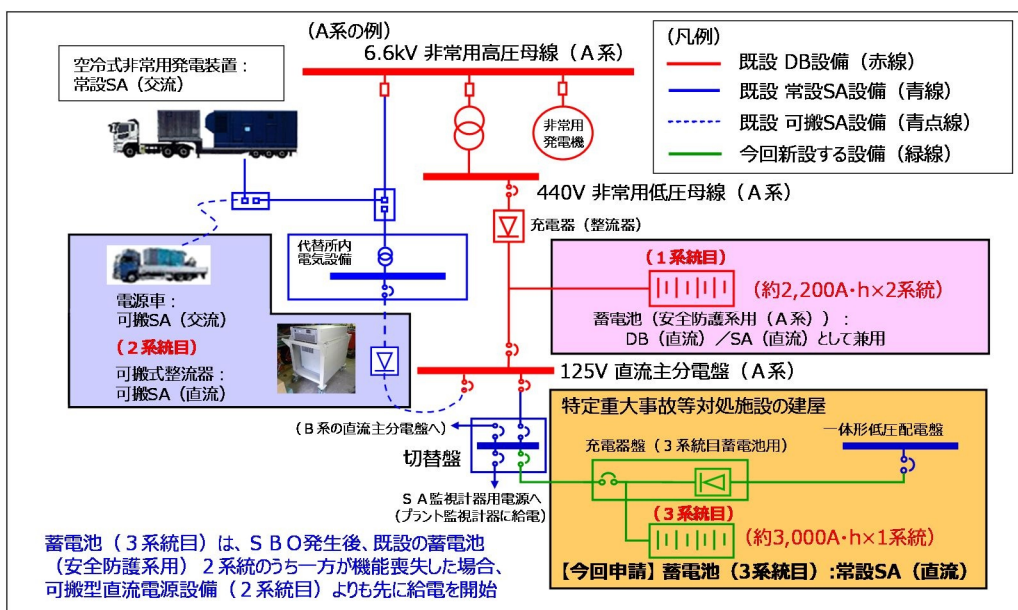 (A系の例)
6.6kV 非常用高圧母線（A系）
空冷式非常用発電装置：
常設SA（交流）
非常用
発電機
(凡例)
既設 DB設備（赤線）
既設 常設SA設備（青線）
既設 可搬SA設備（青点線）
今回新設する設備（緑線）
440V 非常用低圧母線（A系）
充電器（整流器）
代替所内
電気設備
電源車：
可搬SA（交流）
(２系統目)
可搬式整流器：
可搬SA（直流）
(１系統目)
(約2,200A・h×2系統)
蓄電池（安全防護系用（A系））：
DB（直流）／SA（直流）として兼用
125V 直流主分電盤（A系）
(B系の直流主分電盤へ)
切替盤
ＳＡ監視計器用電源へ
(プラント監視計器に給電)
特定重大事故等対処施設の建屋
充電器盤（３系統目蓄電池用）
一体形低圧配電盤
(３系統目)
(約3,000A・h×1系統)
【今回申請】蓄電池（3系統目）：常設SA（直流）
蓄電池（３系統目）は、ＳＢＯ発生後、既設の蓄電池
（安全防護系用）２系統のうち一方が機能喪失した場合、
可搬型直流電源設備（２系統目）よりも先に給電を開始